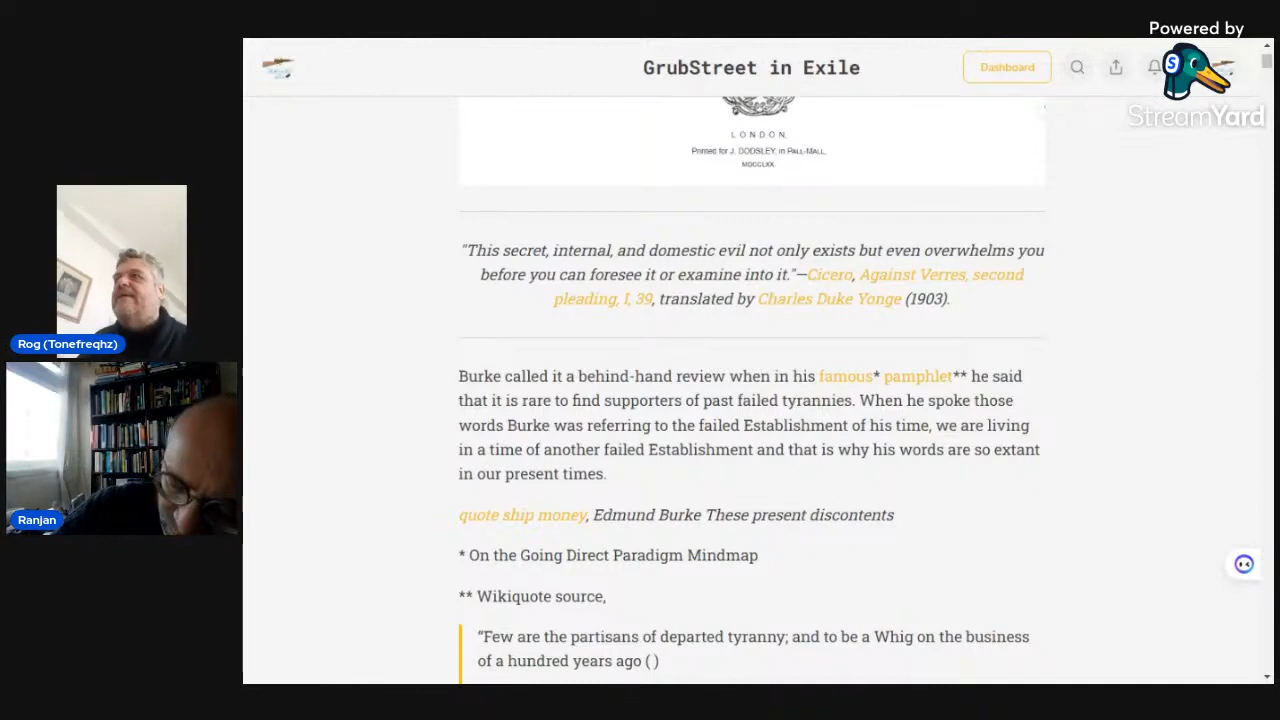 Powered by
StreamYard
GrubStreet in Exile
Dashboard
LONDON,
Printed for J. DODSLEY, in PALL-MALL.
MDCCLXX.
"This secret, internal, and domestic evil not only exists but even overwhelms you
before you can foresee it or examine into it."—Cicero, Against Verres, second
pleading, I, 39, translated by Charles Duke Yonge (1903).
Burke called it a behind-hand review when in his famous* pamphlet** he said
that it is rare to find supporters of past failed tyrannies. When he spoke those
words Burke was referring to the failed Establishment of his time, we are living
in a time of another failed Establishment and that is why his words are so extant
in our present times.
quote ship money, Edmund Burke These present discontents
* On the Going Direct Paradigm Mindmap
** Wikiquote source,
“Few are the partisans of departed tyranny; and to be a Whig on the business
of a hundred years ago ( )
Rog (Tonefreqhz)
Ranjan